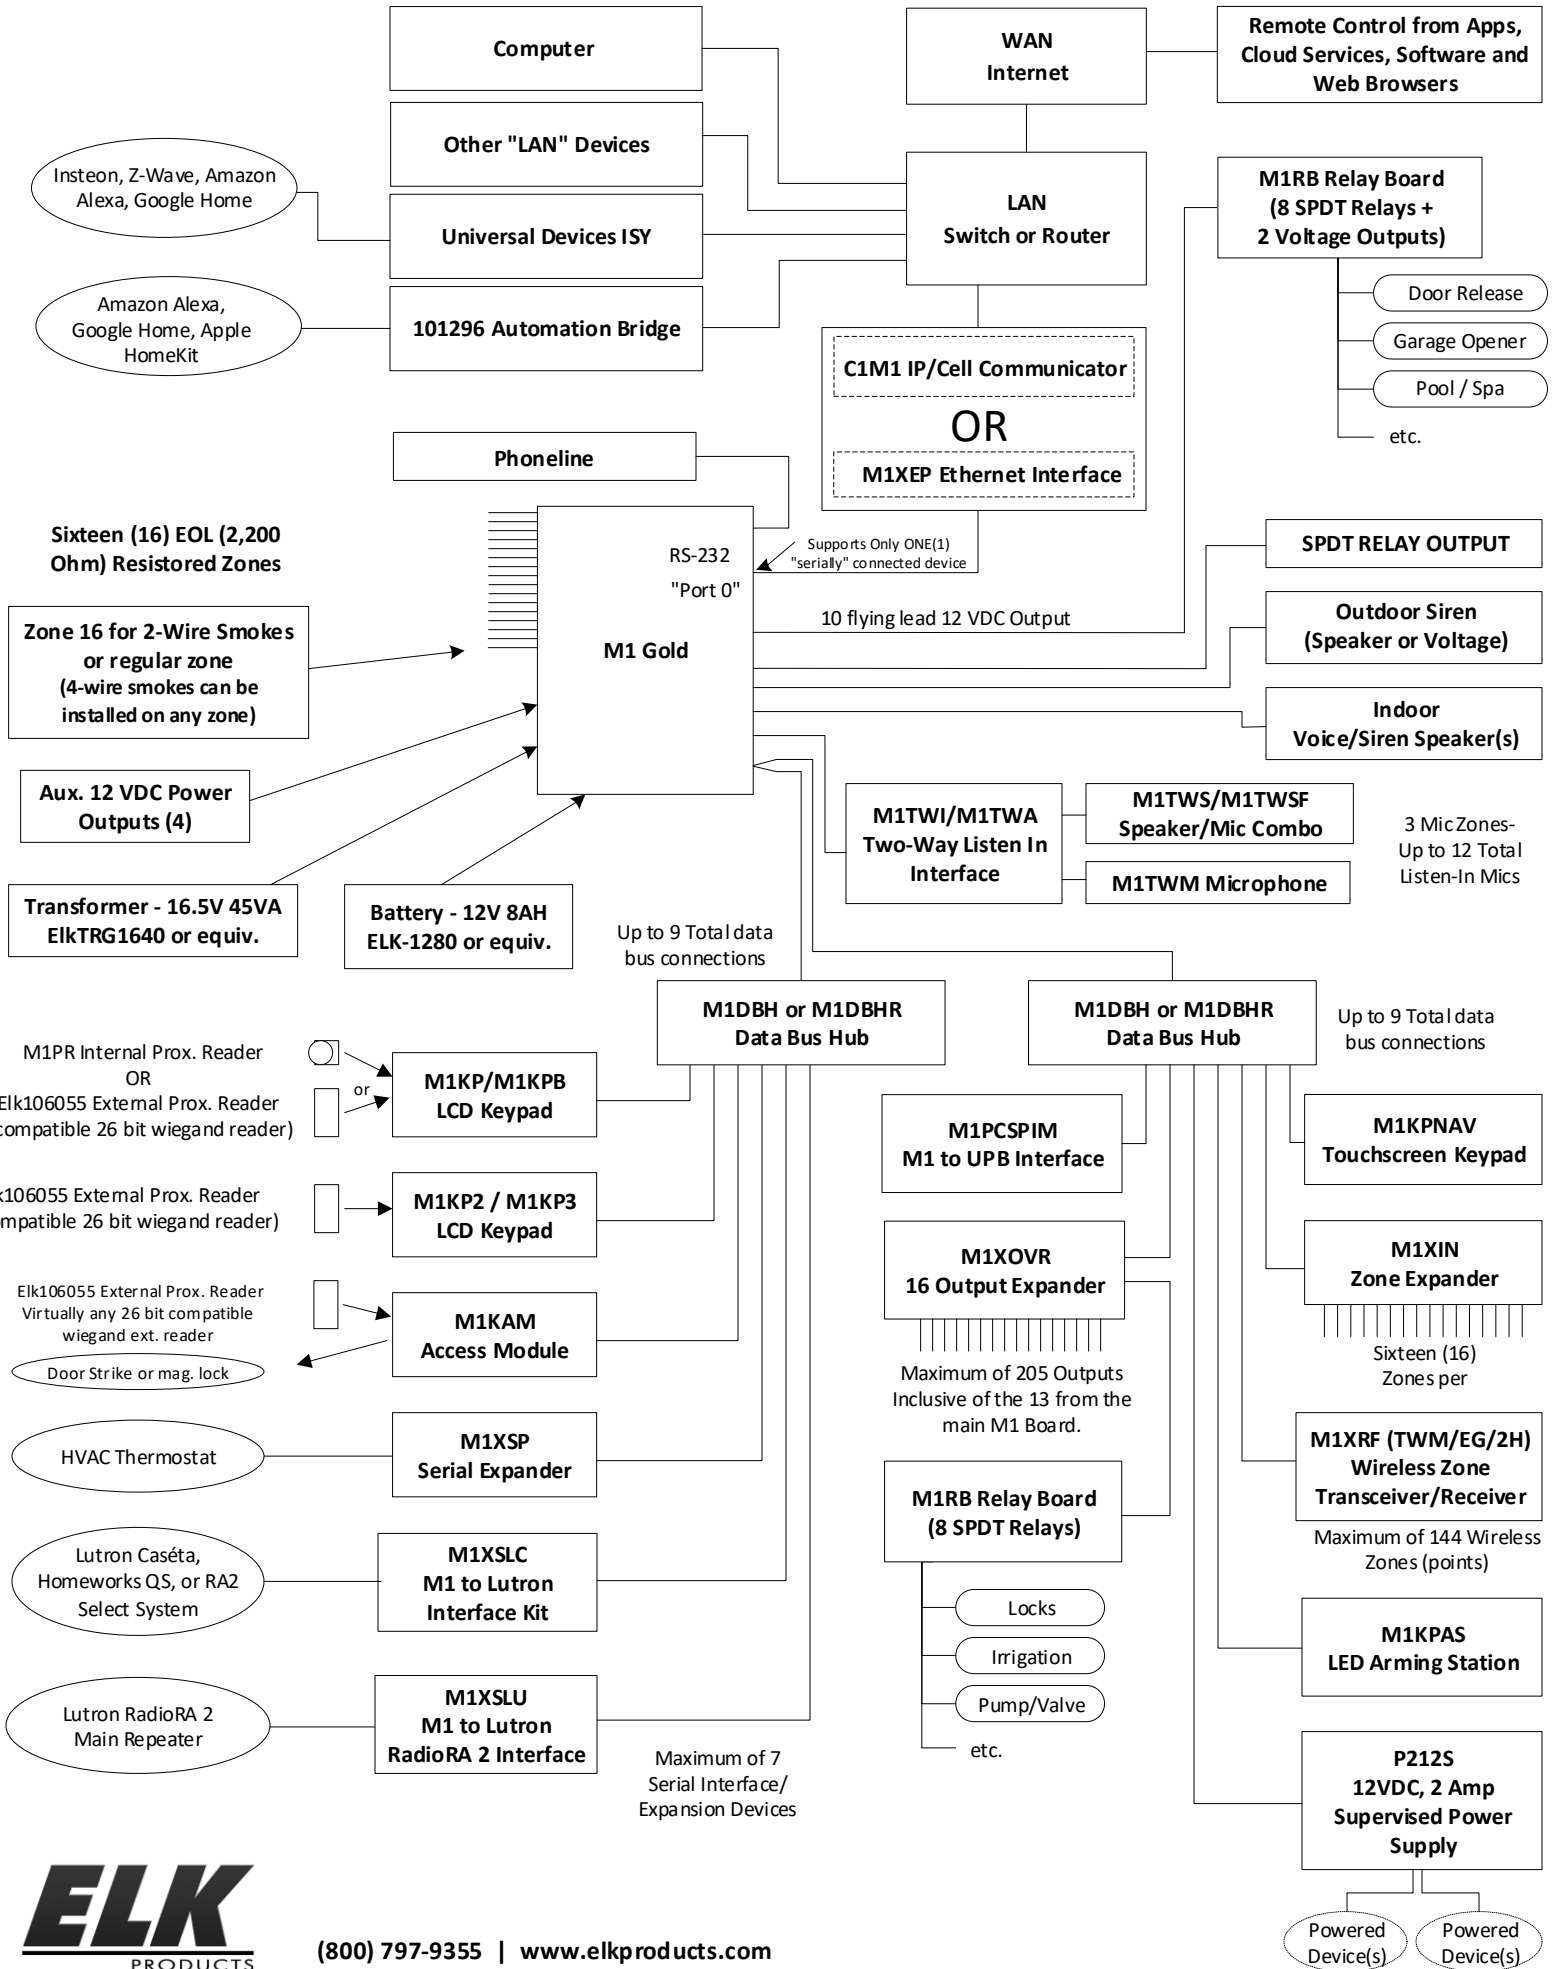 Computer
WAN
Internet
Remote Control from Apps,
Cloud Services, Software and
Web Browsers
Other "LAN" Devices
Insteon, Z-Wave, Amazon
Alexa, Google Home
Universal Devices ISY
LAN
Switch or Router
M1RB Relay Board
(8 SPDT Relays +
2 Voltage Outputs)
Door Release
Garage Opener
Pool / Spa
etc.
Amazon Alexa,
Google Home, Apple
HomeKit
101296 Automation Bridge
C1M1 IP/Cell Communicator
OR
M1XEP Ethernet Interface
Phoneline
Sixteen (16) EOL (2,200
Ohm) Resistored Zones
RS-232
"Port 0"
Supports Only ONE(1)
"serially" connected device
SPDT RELAY OUTPUT
Zone 16 for 2-Wire Smokes
or regular zone
(4-wire smokes can be
installed on any zone)
M1 Gold
10 flying lead 12 VDC Output
Outdoor Siren
(Speaker or Voltage)
Indoor
Voice/Siren Speaker(s)
Aux. 12 VDC Power
Outputs (4)
M1TWI/M1TWA
Two-Way Listen In
Interface
M1TWS/M1TWSF
Speaker/Mic Combo
M1TWM Microphone
3 Mic Zones-
Up to 12 Total
Listen-In Mics
Transformer - 16.5V 45VA
ElkTRG1640 or equiv.
Battery - 12V 8AH
ELK-1280 or equiv.
Up to 9 Total data
bus connections
M1DBH or M1DBHR
Data Bus Hub
M1DBH or M1DBHR
Data Bus Hub
Up to 9 Total data
bus connections
M1PR Internal Prox. Reader
OR
Elk106055 External Prox. Reader
compatible 26 bit wiegand reader)
or
M1KP/M1KPB
LCD Keypad
M1PCSPIM
M1 to UPB Interface
M1KPNAV
Touchscreen Keypad
k106055 External Prox. Reader
mpatible 26 bit wiegand reader)
M1KP2 / M1KP3
LCD Keypad
M1XOVR
16 Output Expander
M1XIN
Zone Expander
Elk106055 External Prox. Reader
Virtually any 26 bit compatible
wiegand ext. reader
Door Strike or mag. lock
M1KAM
Access Module
Maximum of 205 Outputs
Inclusive of the 13 from the
main M1 Board.
Sixteen (16)
Zones per
HVAC Thermostat
M1XSP
Serial Expander
M1RB Relay Board
(8 SPDT Relays)
M1XRF (TWM/EG/2H)
Wireless Zone
Transceiver/Receiver
Maximum of 144 Wireless
Zones (points)
Lutron Caséta,
Homeworks QS, or RA2
Select System
M1XSLC
M1 to Lutron
Interface Kit
Locks
Irrigation
Pump/Valve
etc.
M1KPAS
LED Arming Station
Lutron RadioRA 2
Main Repeater
M1XSLU
M1 to Lutron
RadioRA 2 Interface
Maximum of 7
Serial Interface/
Expansion Devices
P212S
12VDC, 2 Amp
Supervised Power
Supply
Powered
Device(s)
Powered
Device(s)
ELK
PRODUCTS
(800) 797-9355 | www.elkproducts.com